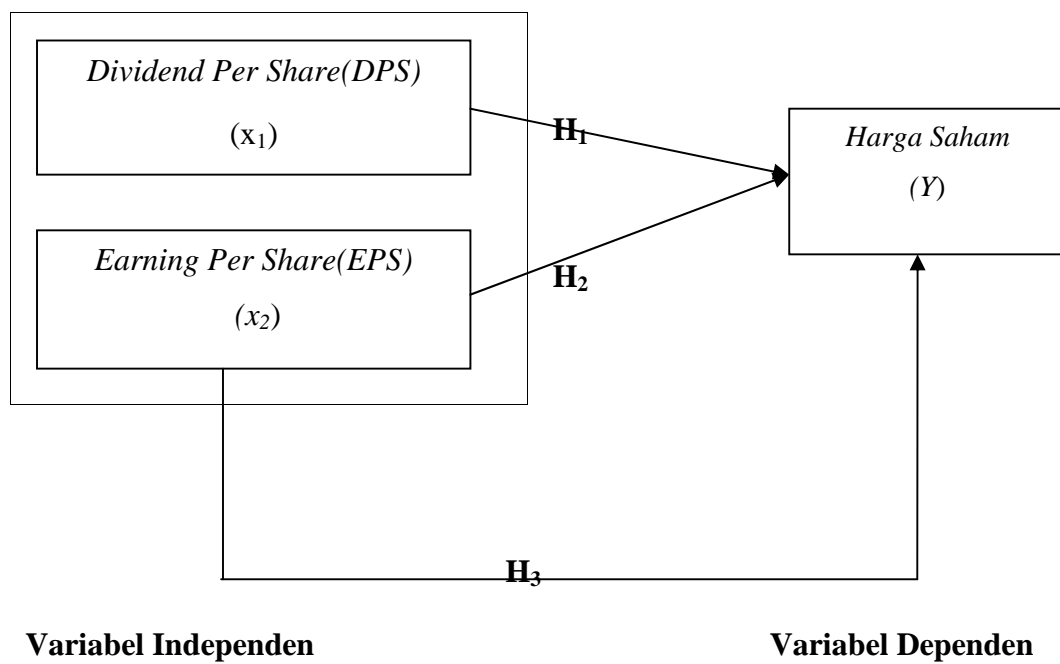 Dividend Per Share(DPS)
(x₁)
H₁
Harga Saham
(Y)
Earning Per Share(EPS)
(x₂)
H₂
H₃
Variabel Independen
Variabel Dependen